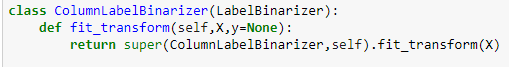 class ColumnLabelBinarizer(LabelBinarizer):
    def fit_transform(self,X,y=None):
        return super(ColumnLabelBinarizer,self).fit_transform(X)